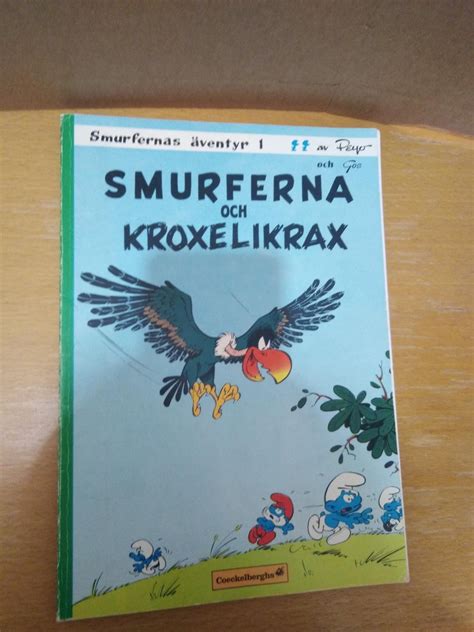 Smurfernas äventyr 1 av Peyo
och Gos
SMURFERNA
OCH
KROXELIKRAX
Coeckelberghs